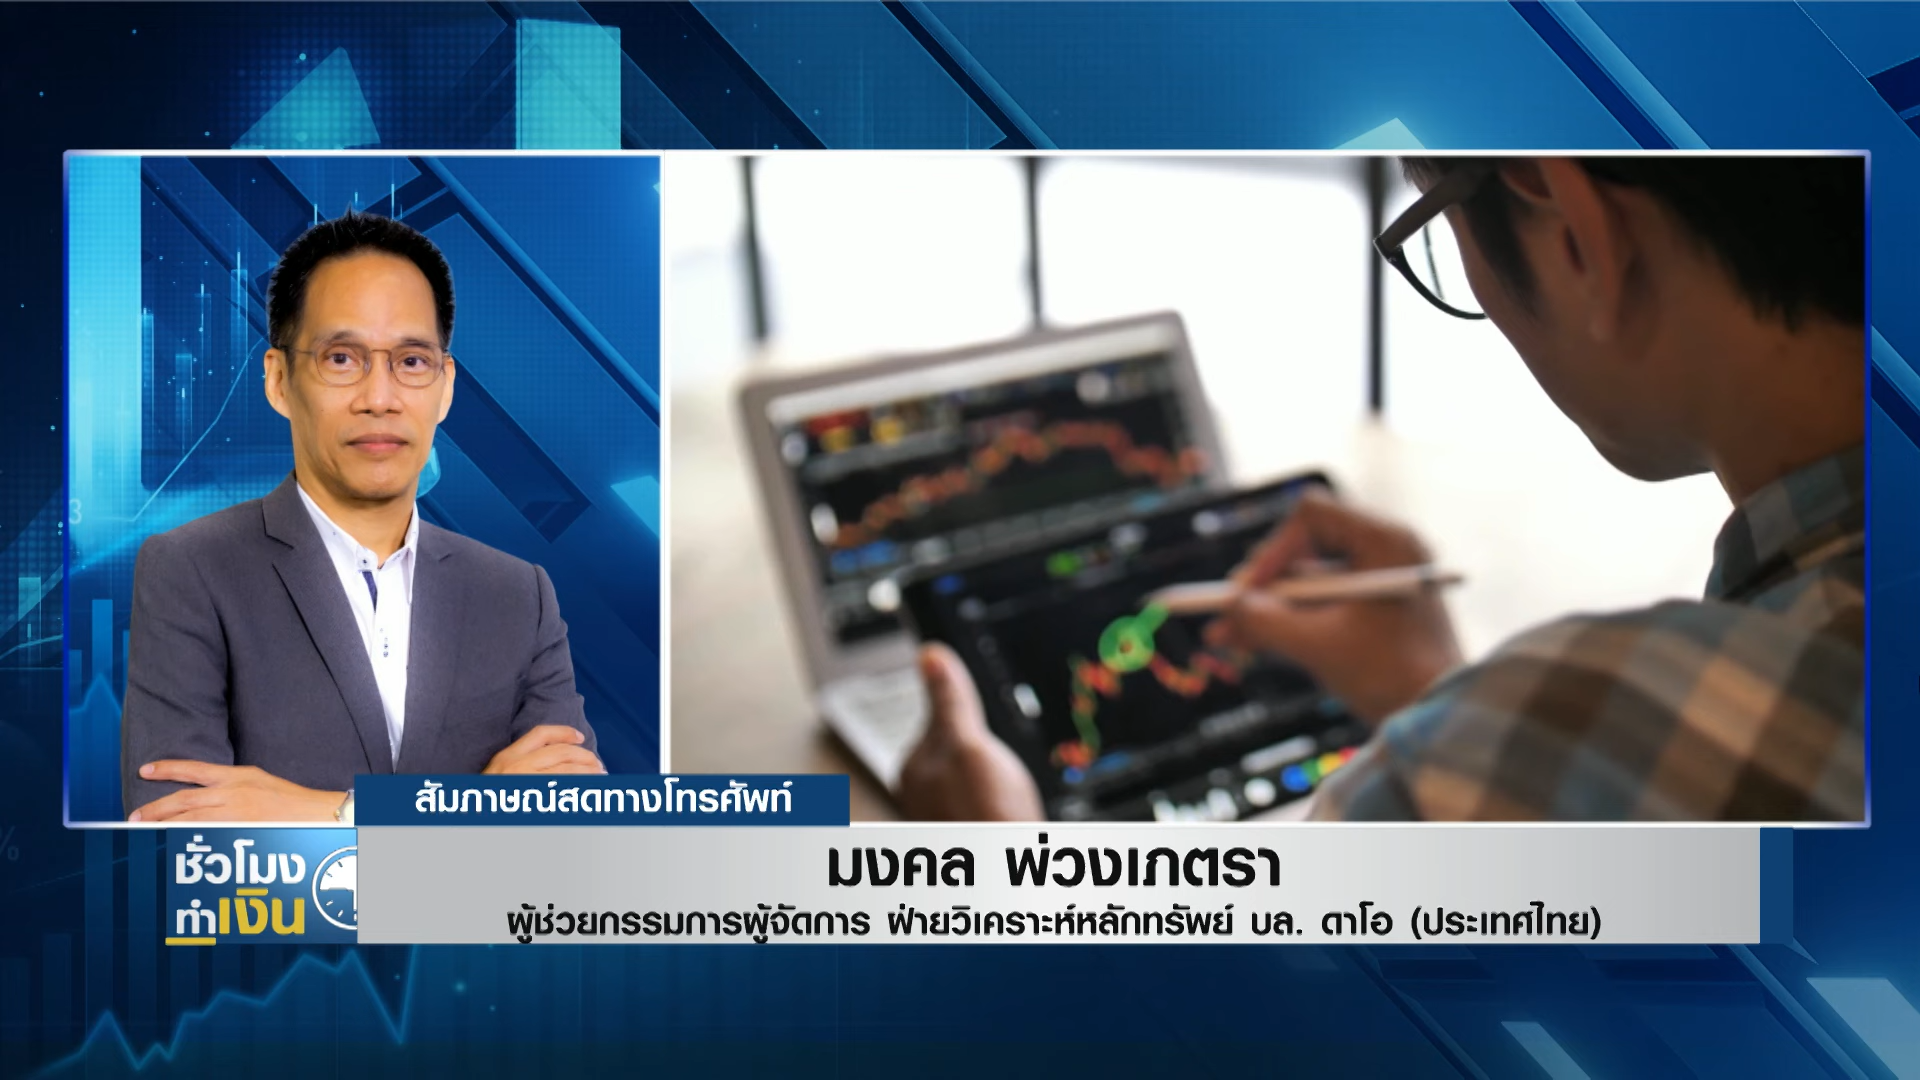 สัมภาษณ์สดทางโทรศัพท์
ชั่วโมง
ทำเงิน
มงคล พ่วงเภตรา
ผู้ช่วยกรรมการผู้จัดการ ฝ่ายวิเคราะห์หลักทรัพย์ บล. ดาโอ (ประเทศไทย)